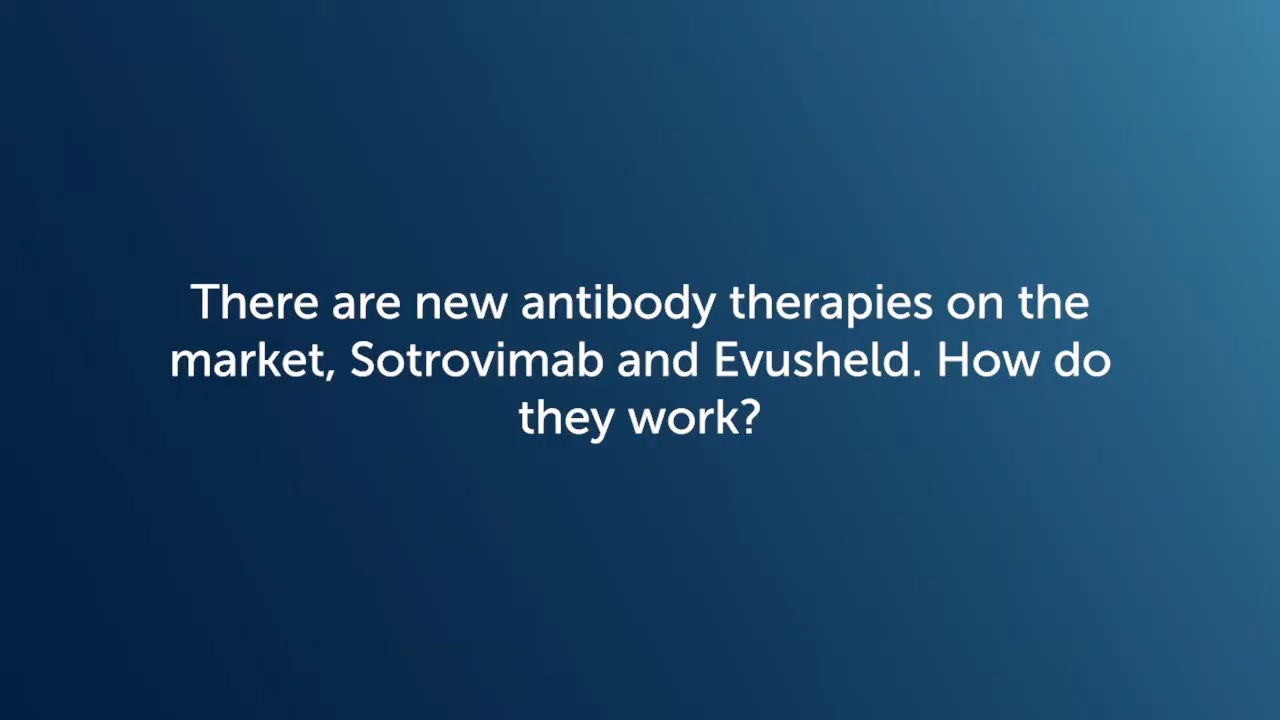 There are new antibody therapies on the
market, Sotrovimab and Evusheld. How do
they work?